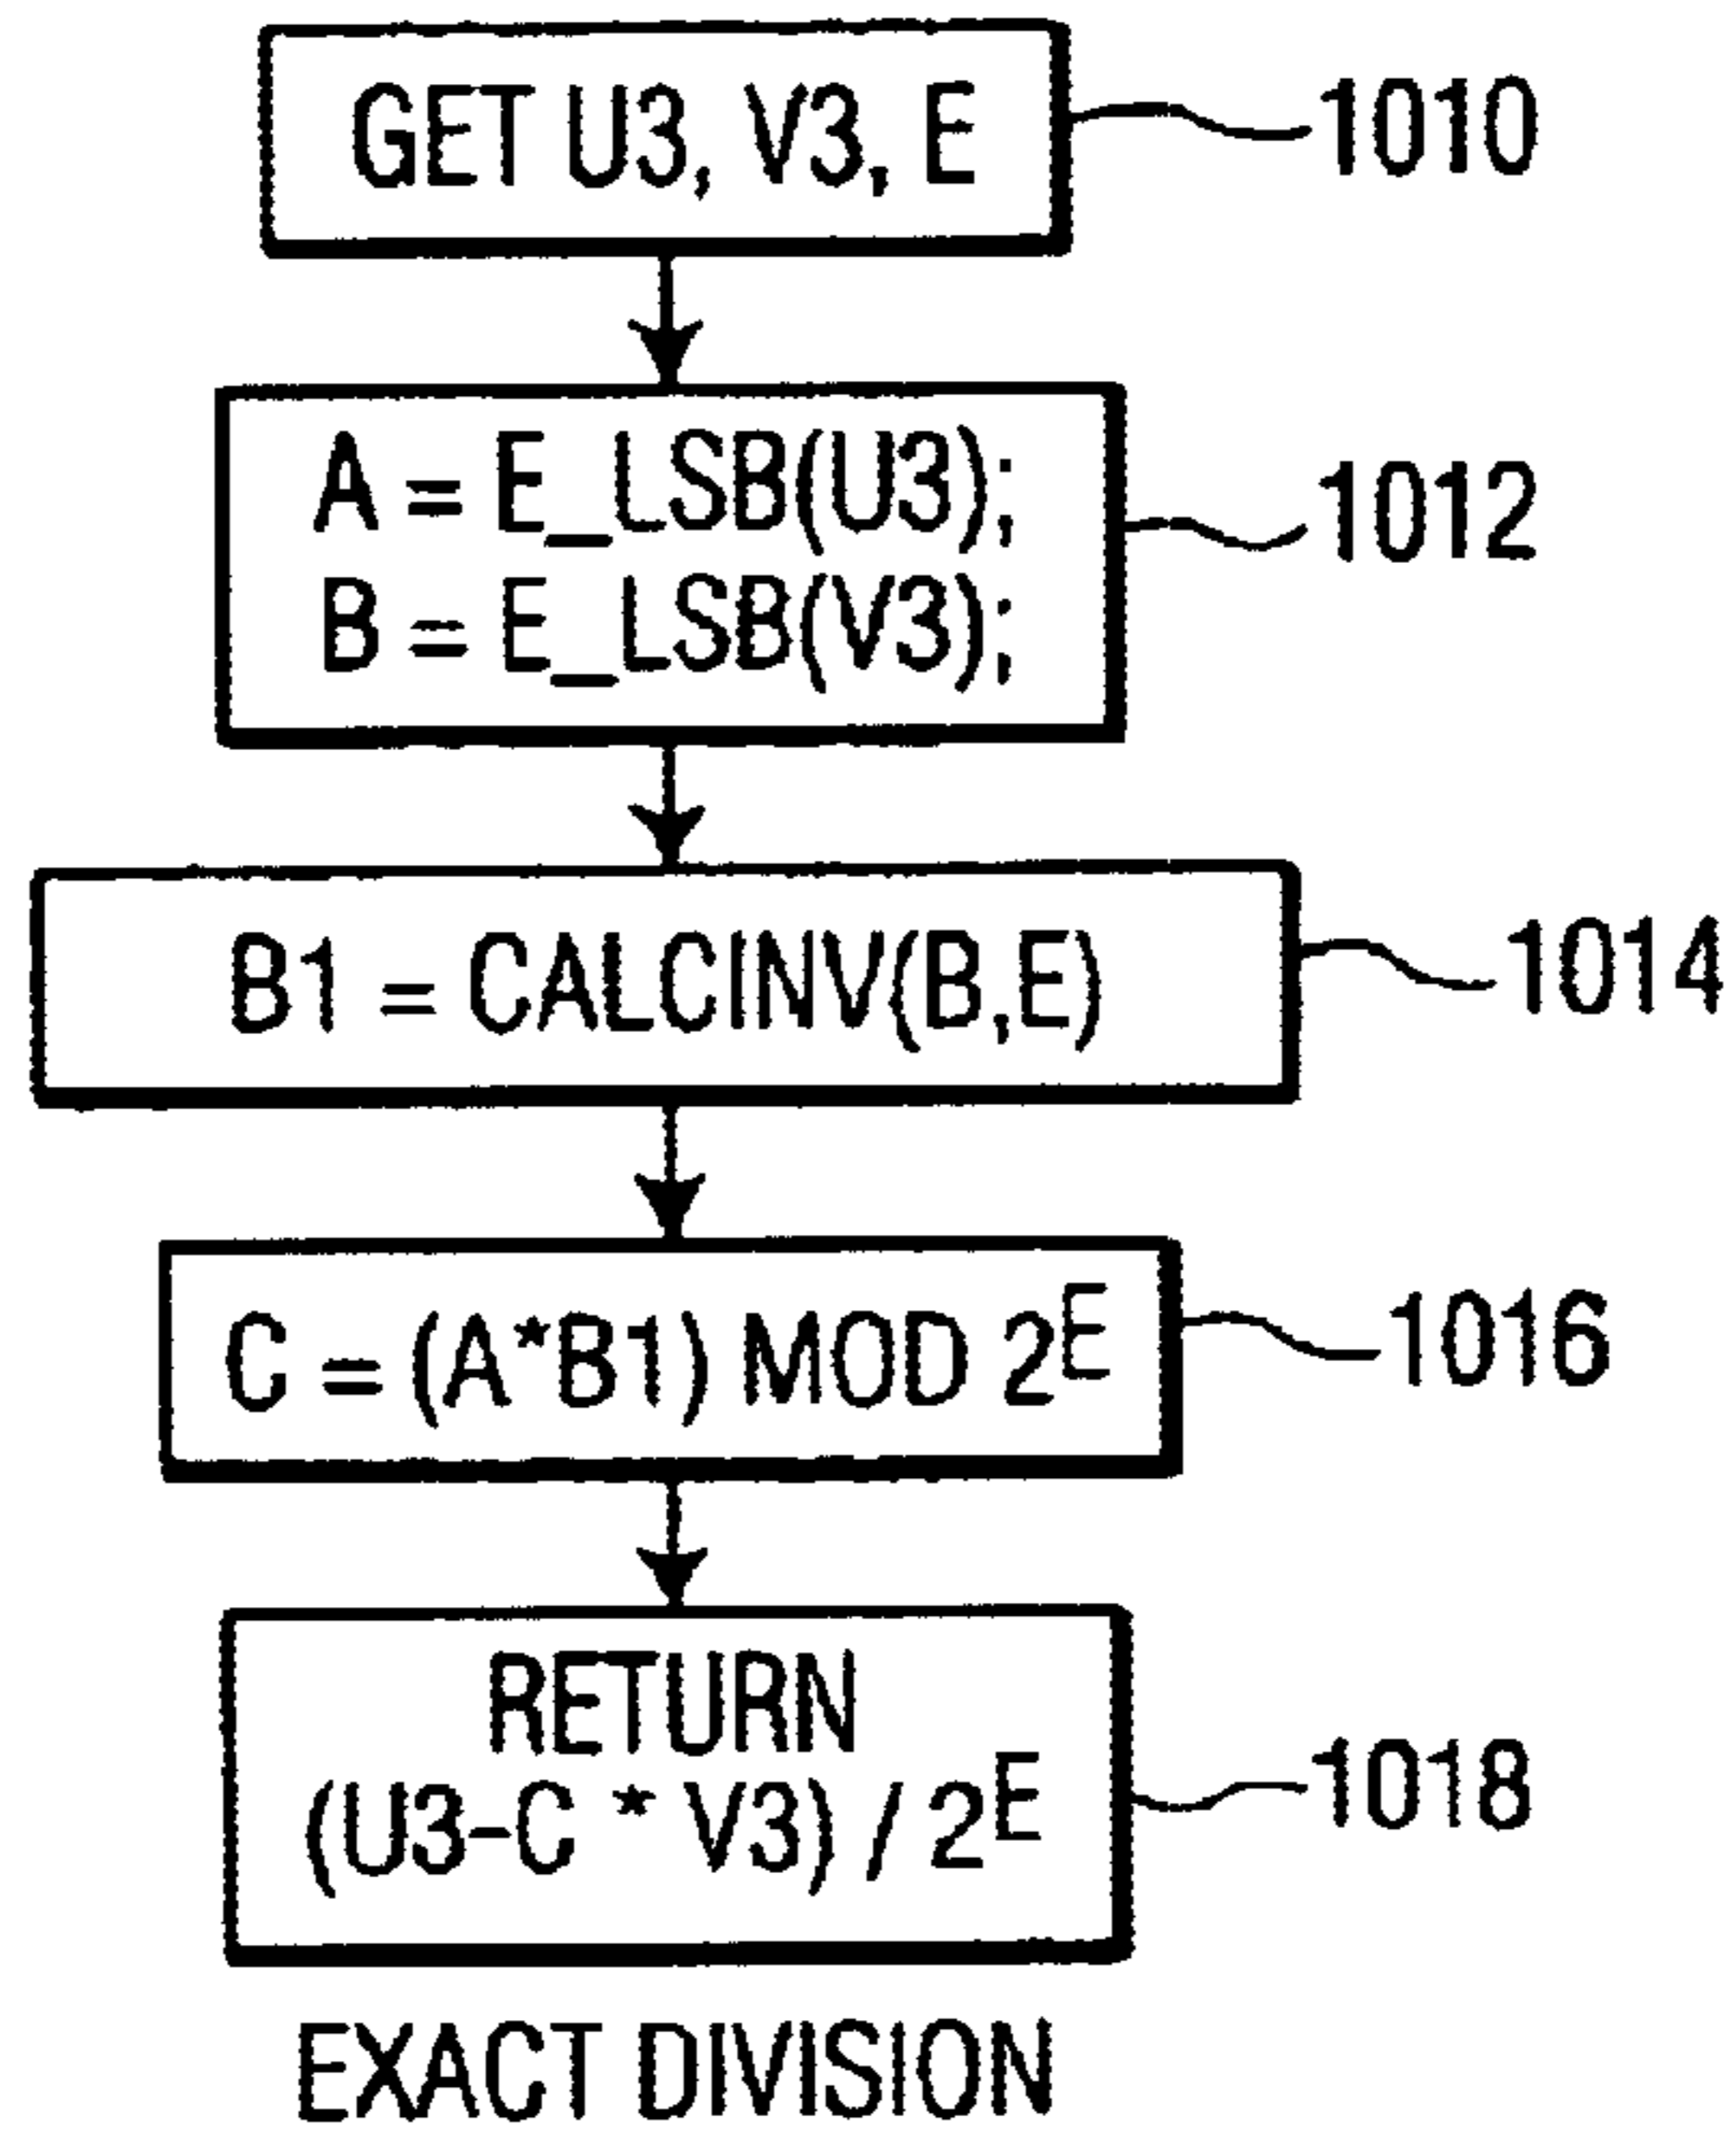 GET U3, V3, E
1010
A = E_LSB(U3);
B = E_LSB(V3);
1012
B1 = CALCINV(B,E)
1014
C = (A*B1) MOD 2^E
1016
RETURN
(U3-C * V3) / 2^E
1018
EXACT DIVISION